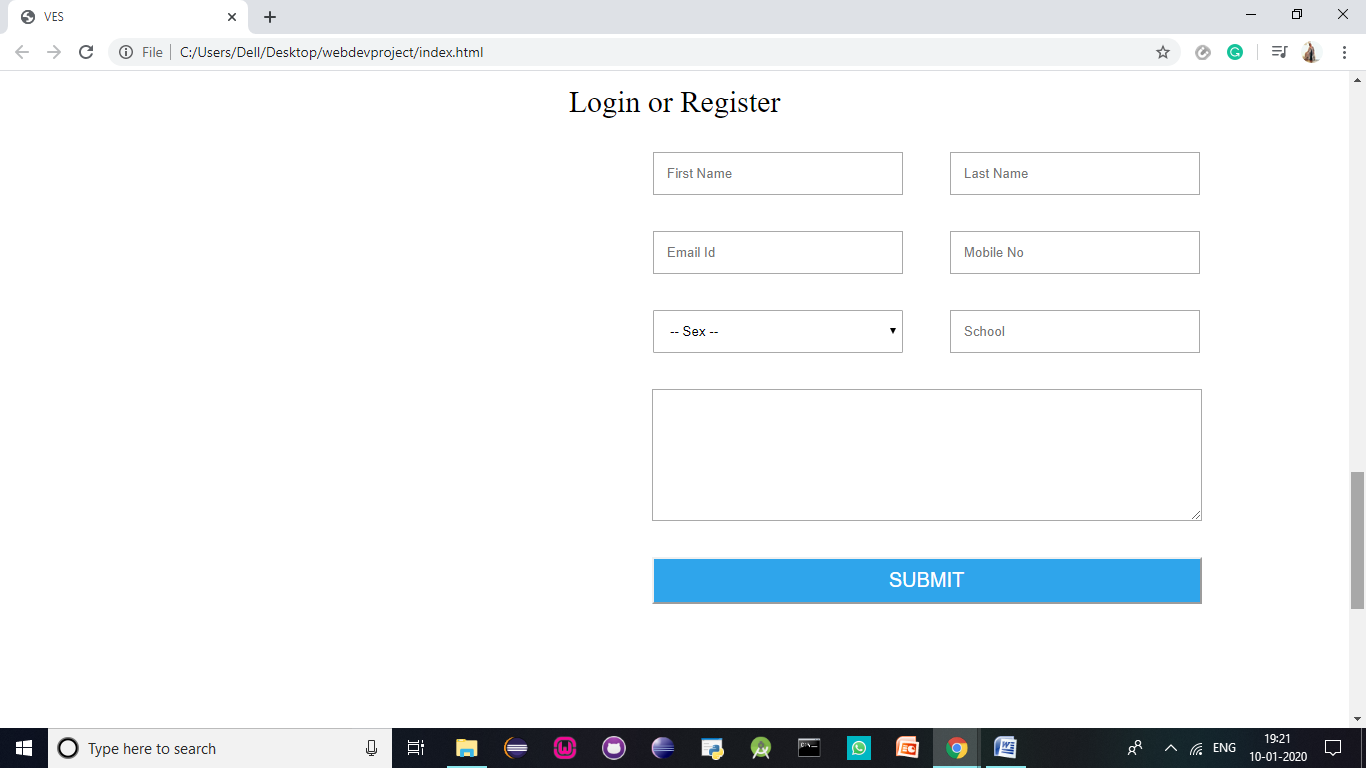 VES
File C:/Users/Dell/Desktop/webdevproject/index.html
Login or Register
First Name Last Name
Email Id Mobile No
-- Sex -- School
SUBMIT
Type here to search ENG 19:21
10-01-2020